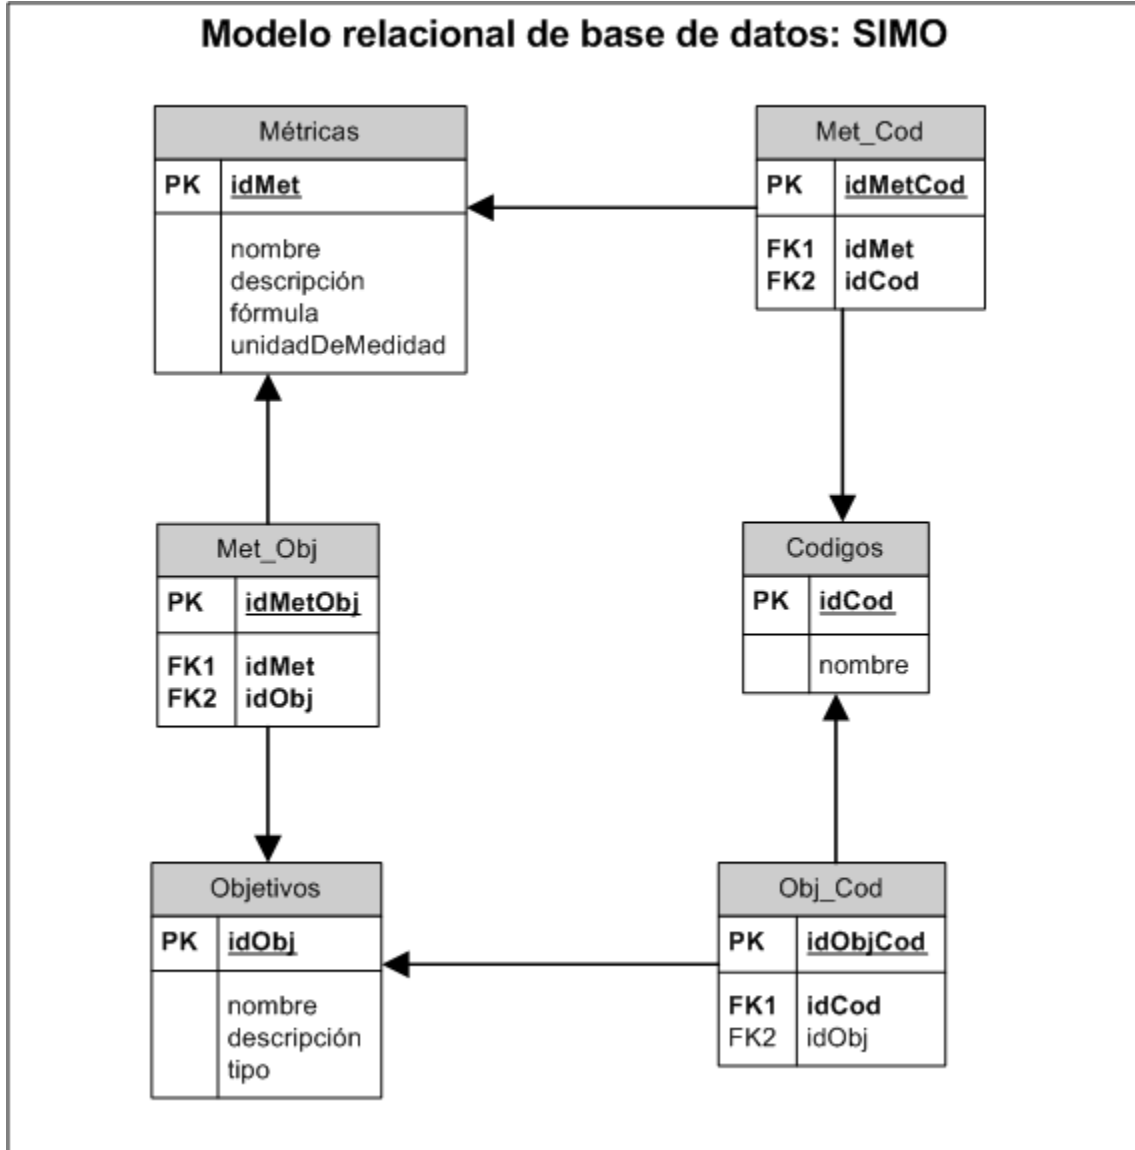 Modelo relacional de base de datos: SIMO
Métricas
PK idMet
nombre
descripción
fórmula
unidadDeMedidad
Met_Cod
PK idMetCod
FK1 idMet
FK2 idCod
Met_Obj
PK idMetObj
FK1 idMet
FK2 idObj
Codigos
PK idCod
nombre
Objetivos
PK idObj
nombre
descripción
tipo
Obj_Cod
PK idObjCod
FK1 idCod
FK2 idObj